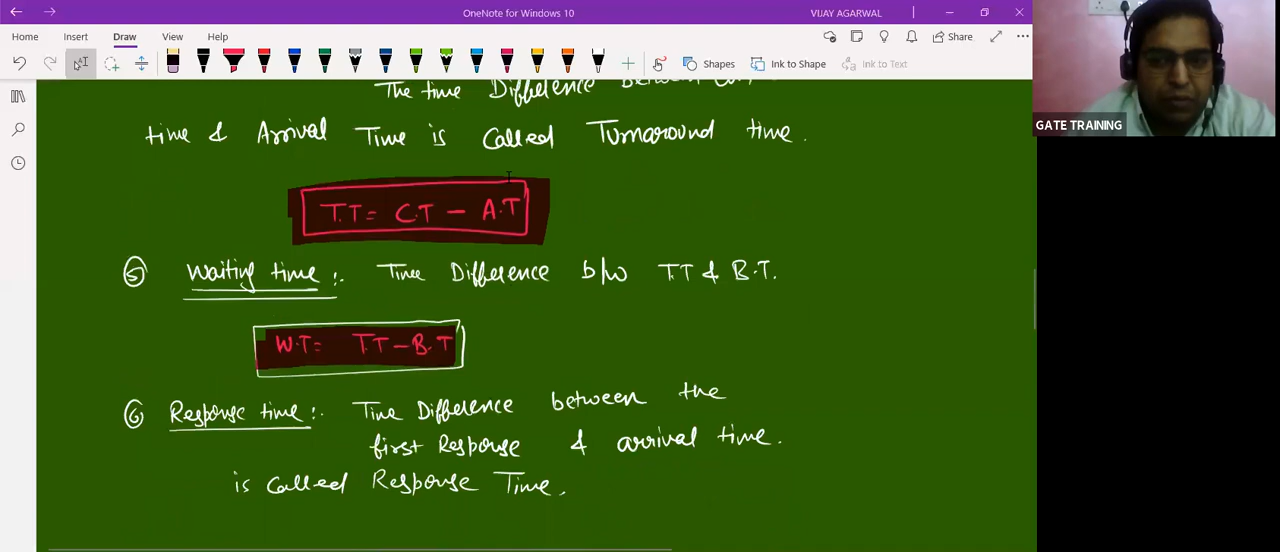 OneNote for Windows 10
VIJAY AGARWAL
Home Insert Draw View Help
Share
Shapes
Ink to Shape
Ink to Text
GATE TRAINING
The time Difference between
time & Arrival Time is Called Turnaround time.
T.T = C.T - A.T
⑤ Waiting time :. Time Difference b/w T.T & B.T.
W.T = T.T - B.T
⑥ Response time :. Time Difference between the
first Response & arrival time.
is called Response Time.